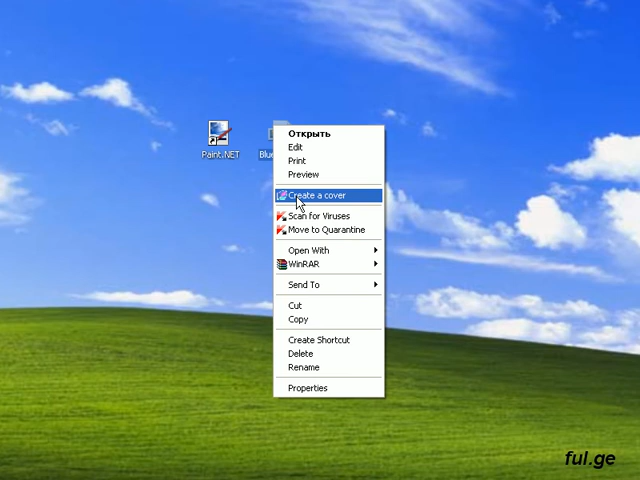 Paint.NET
Blue
Открыть
Edit
Print
Preview
Create a cover
Scan for Viruses
Move to Quarantine
Open With
WinRAR
Send To
Cut
Copy
Create Shortcut
Delete
Rename
Properties
ful.ge